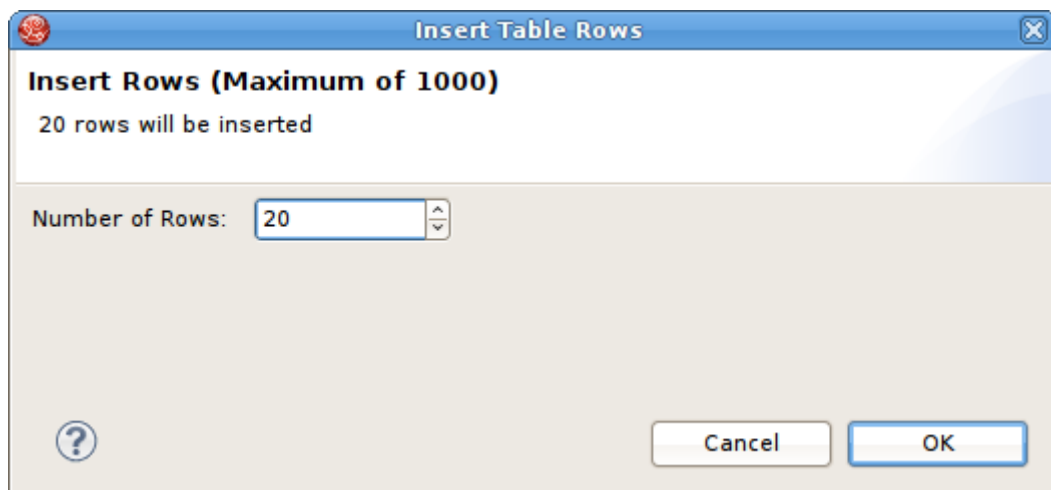 Insert Table Rows
Insert Rows (Maximum of 1000)
20 rows will be inserted
Number of Rows: 20
?
Cancel OK